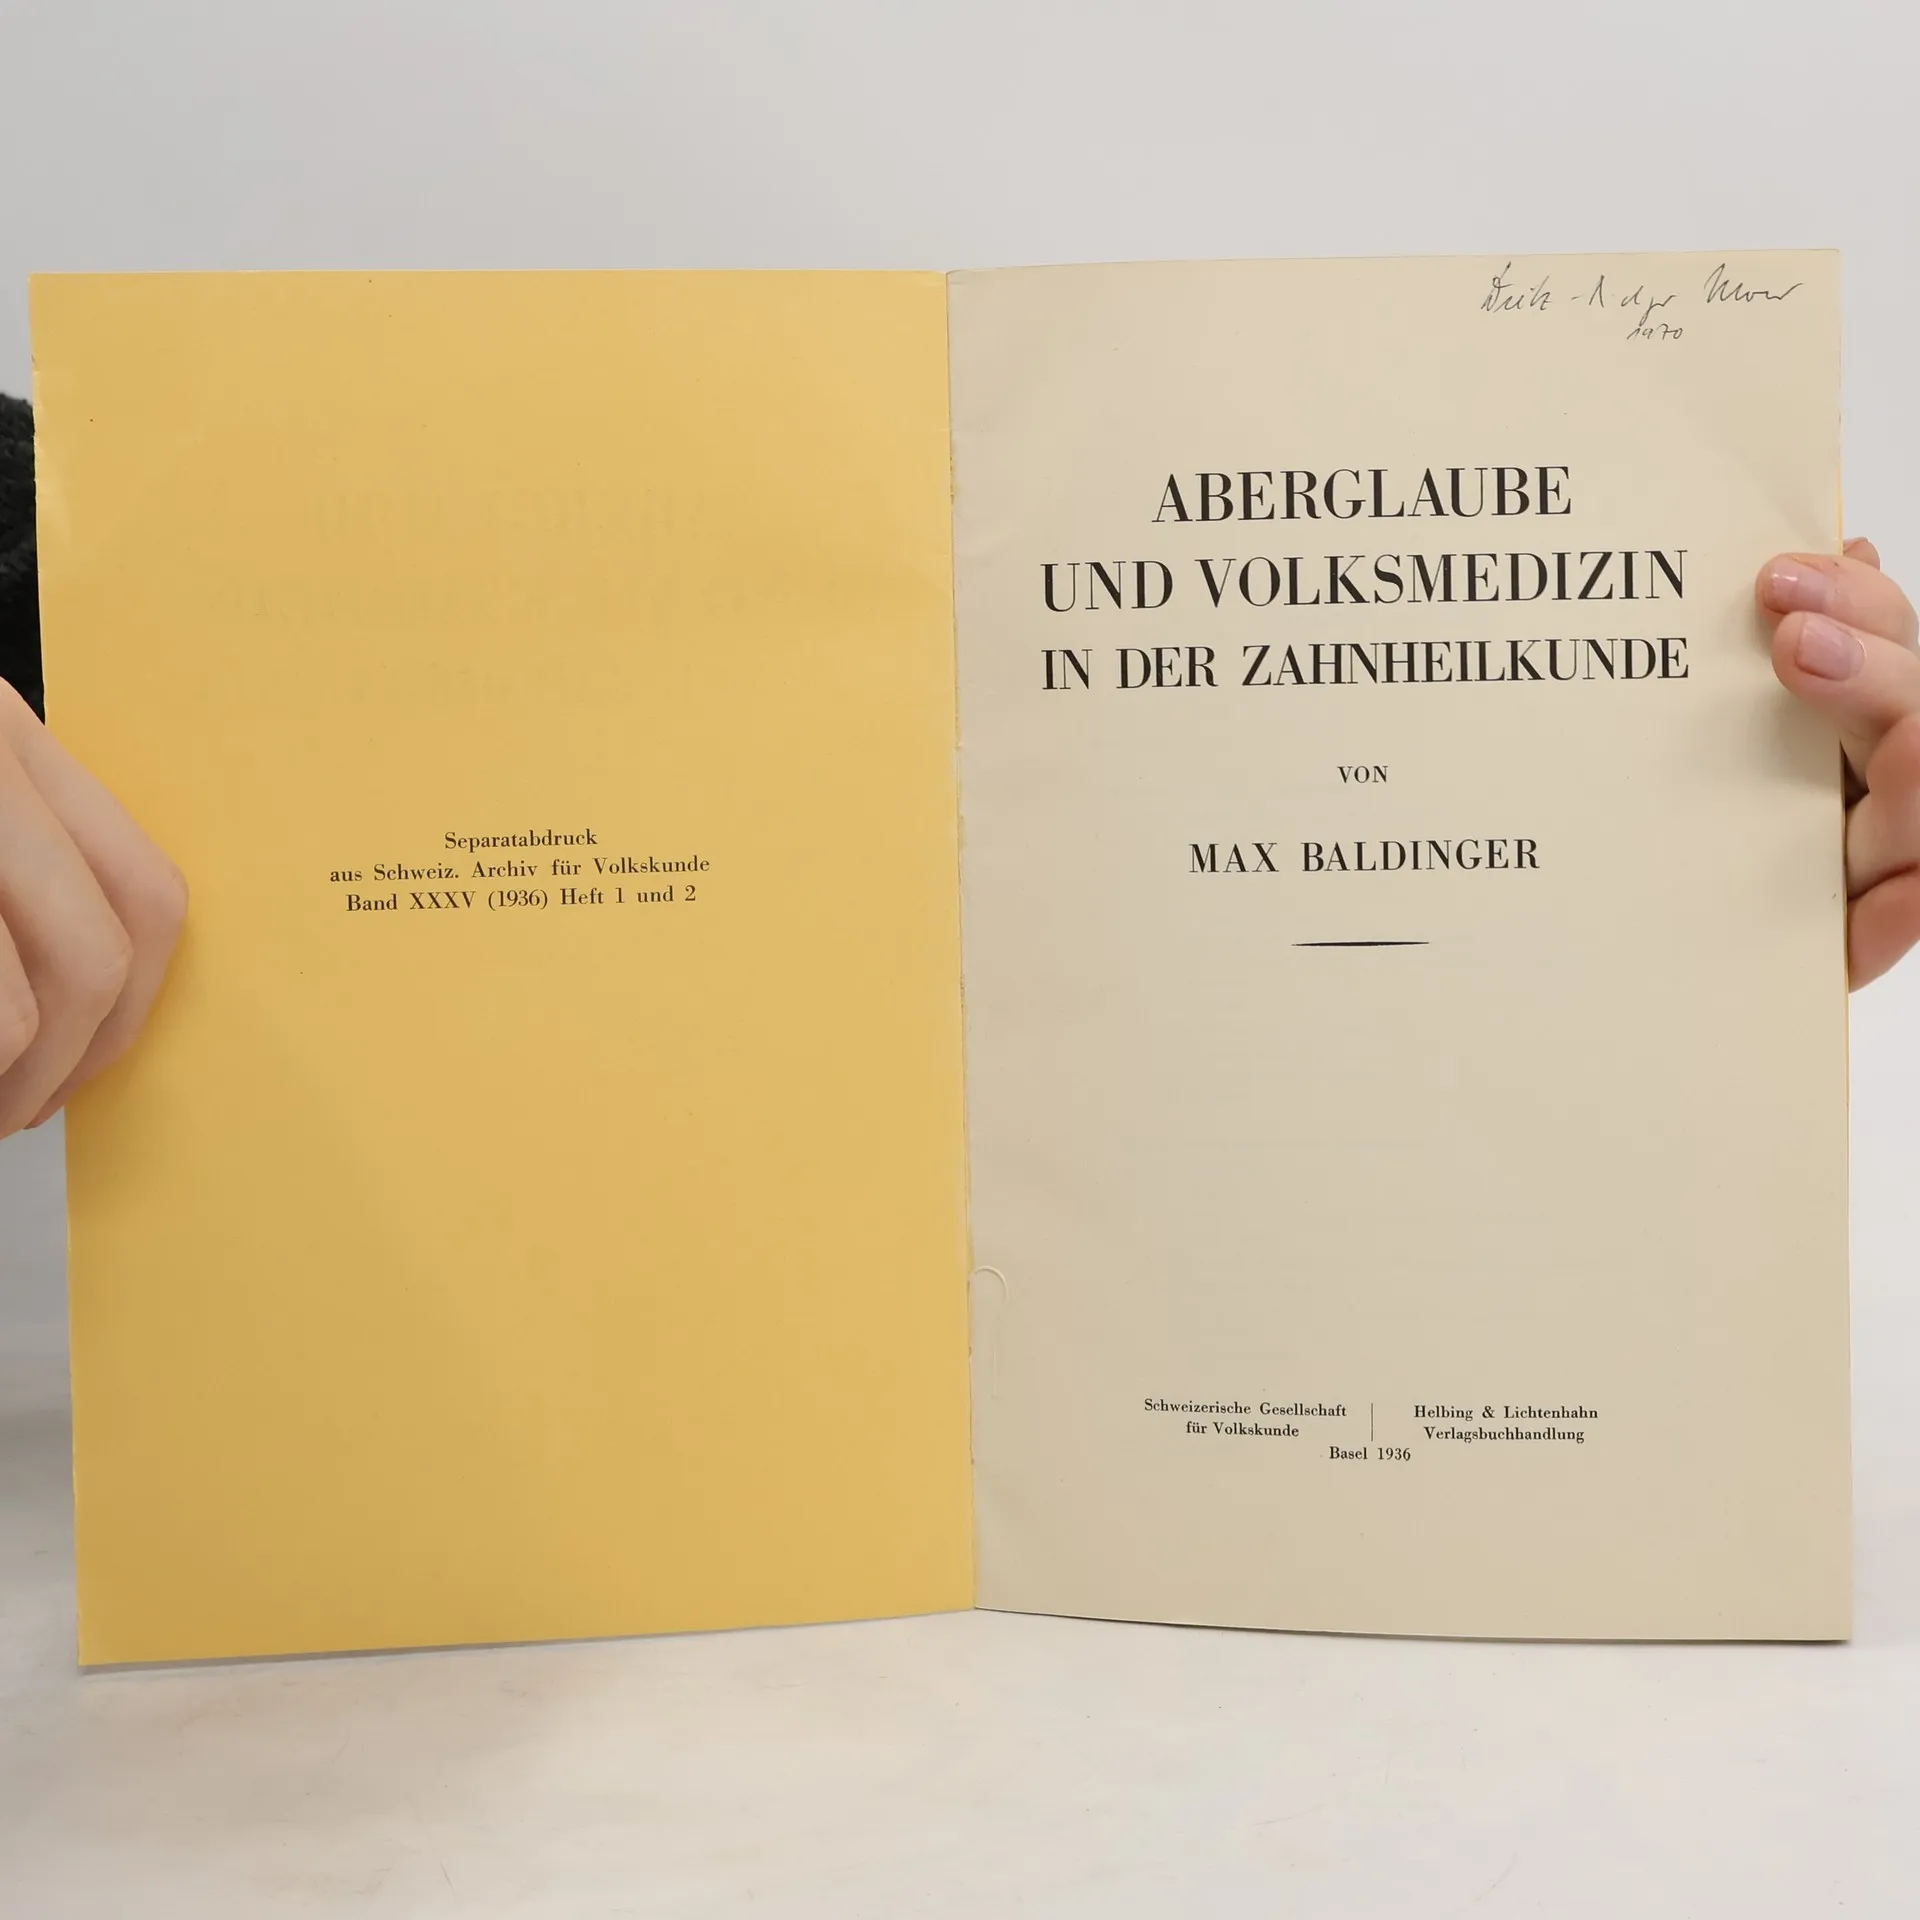 Separatabdruck
aus Schweiz. Archiv für Volkskunde
Band XXXV (1936) Heft 1 und 2
1970
ABERGLAUBE
UND VOLKSMEDIZIN
IN DER ZAHNHEILKUNDE
VON
MAX BALDINGER
Schweizerische Gesellschaft
für Volkskunde
Helbing & Lichtenhahn
Verlagsbuchhandlung
Basel 1936